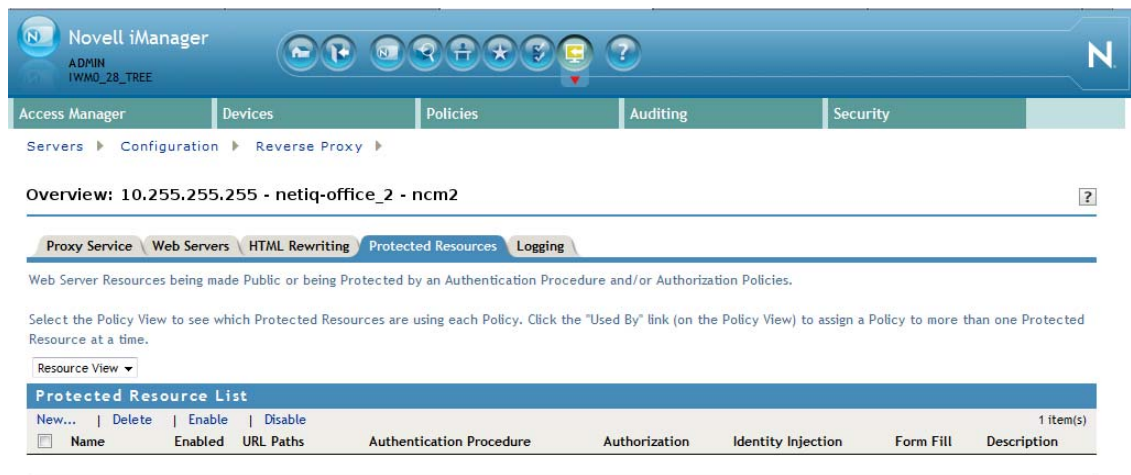 Novell iManager
ADMIN
IWM0_28_TREE
N
Access Manager Devices Policies Auditing Security
Servers Configuration Reverse Proxy
Overview: 10.255.255.255 - netiq-office_2 - ncm2 ?
Proxy Service Web Servers HTML Rewriting Protected Resources Logging
Web Server Resources being made Public or being Protected by an Authentication Procedure and/or Authorization Policies.
Select the Policy View to see which Protected Resources are using each Policy. Click the "Used By" link (on the Policy View) to assign a Policy to more than one Protected
Resource at a time.
Resource View
Protected Resource List
New... | Delete | Enable | Disable 1 item(s)
Name Enabled URL Paths Authentication Procedure Authorization Identity Injection Form Fill Description